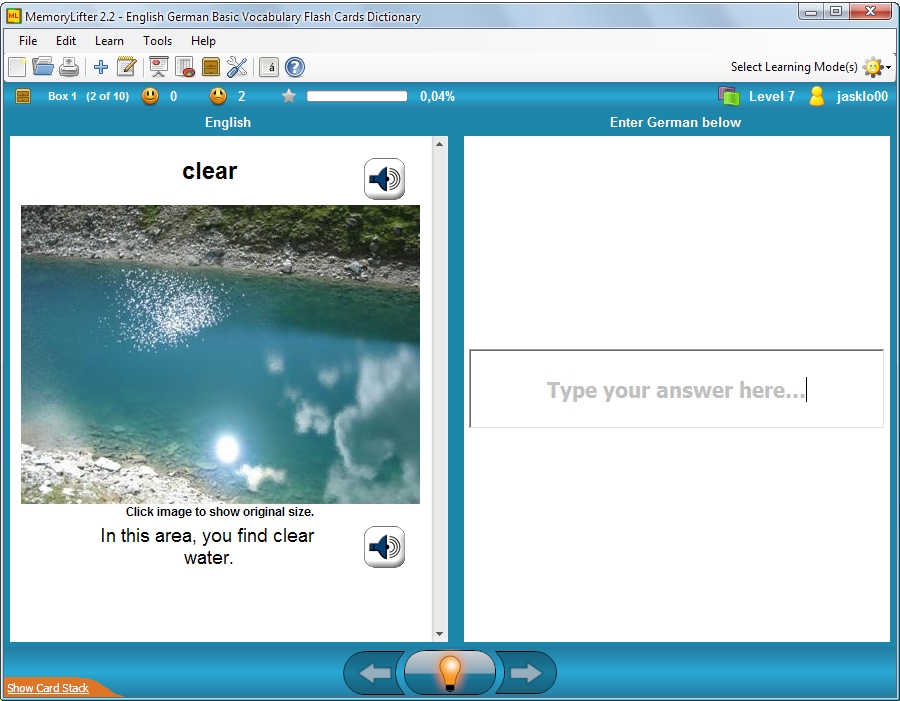 MemoryLifter 2.2 - English German Basic Vocabulary Flash Cards Dictionary
File Edit Learn Tools Help
á ? Select Learning Mode(s)
Box 1 (2 of 10) 0 2 0,04% Level 7 jasklo00
English Enter German below
clear
Type your answer here...
Click image to show original size.
In this area, you find clear
water.
Show Card Stack